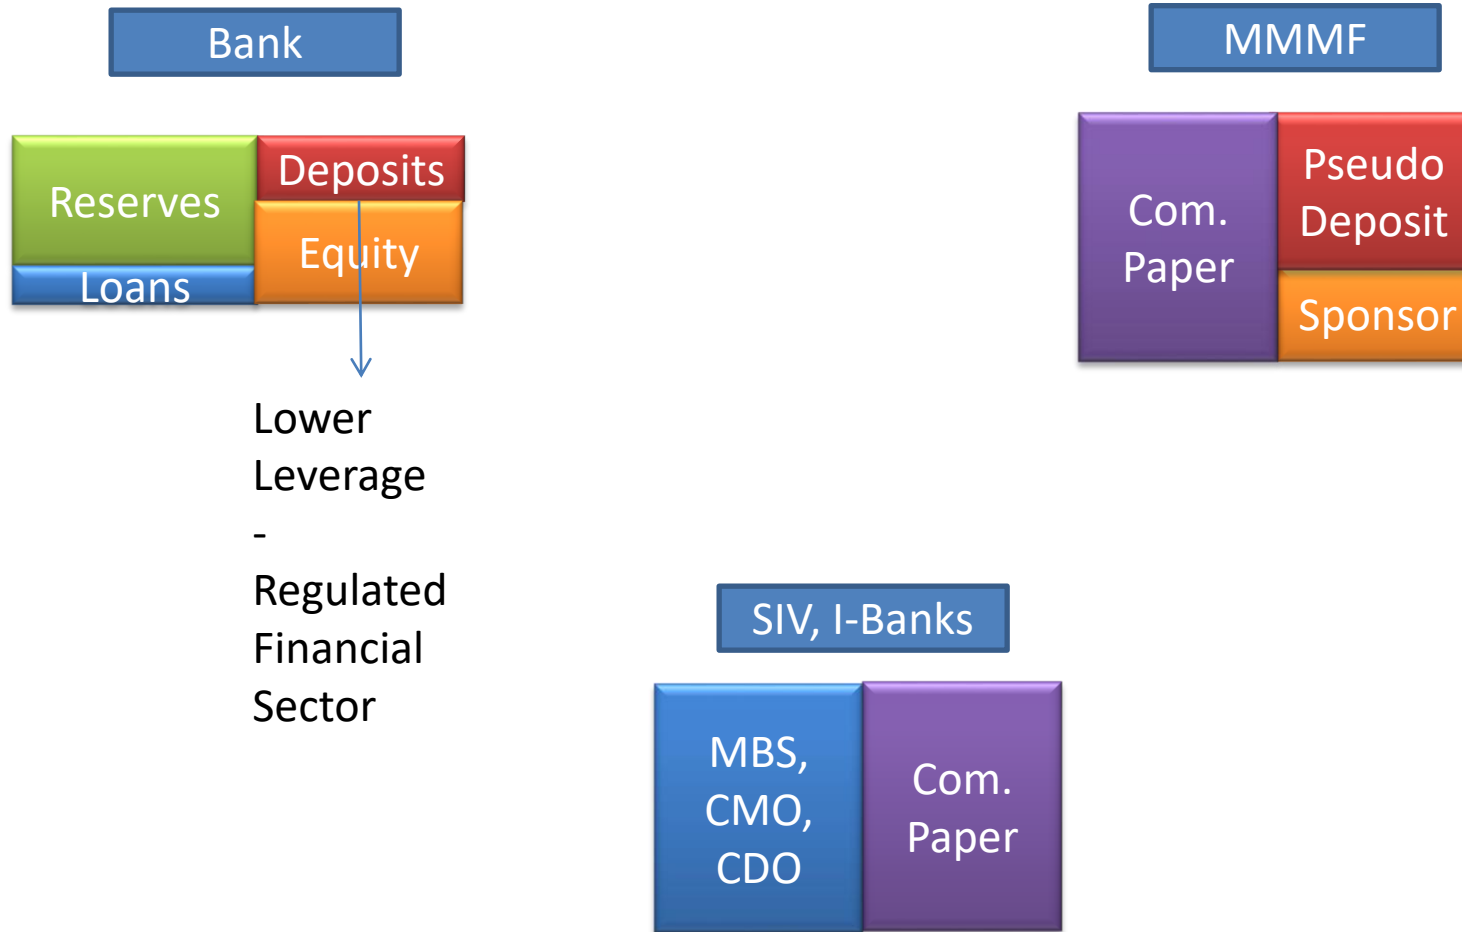 Bank
MMMF
Reserves
Loans
Deposits
Equity
Com.
Paper
Pseudo
Deposit
Sponsor
Lower
Leverage
-
Regulated
Financial
Sector
SIV, I-Banks
MBS,
CMO,
CDO
Com.
Paper